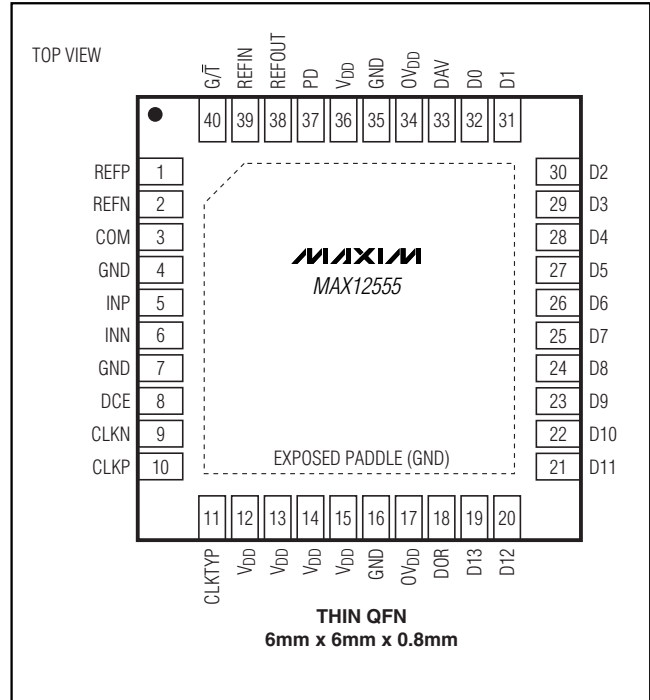 TOP VIEW
G/T̅
REFIN
REFOUT
PD
VDD
GND
OVDD
DAV
D0
D1
40 39 38 37 36 35 34 33 32 31
REFP 1
REFN 2
COM 3
GND 4
INP 5
INN 6
GND 7
DCE 8
CLKN 9
CLKP 10
MAXIM
MAX12555
EXPOSED PADDLE (GND)
30 D2
29 D3
28 D4
27 D5
26 D6
25 D7
24 D8
23 D9
22 D10
21 D11
11 12 13 14 15 16 17 18 19 20
CLKTYP
VDD
VDD
VDD
VDD
GND
OVDD
DOR
D13
D12
THIN QFN
6mm x 6mm x 0.8mm